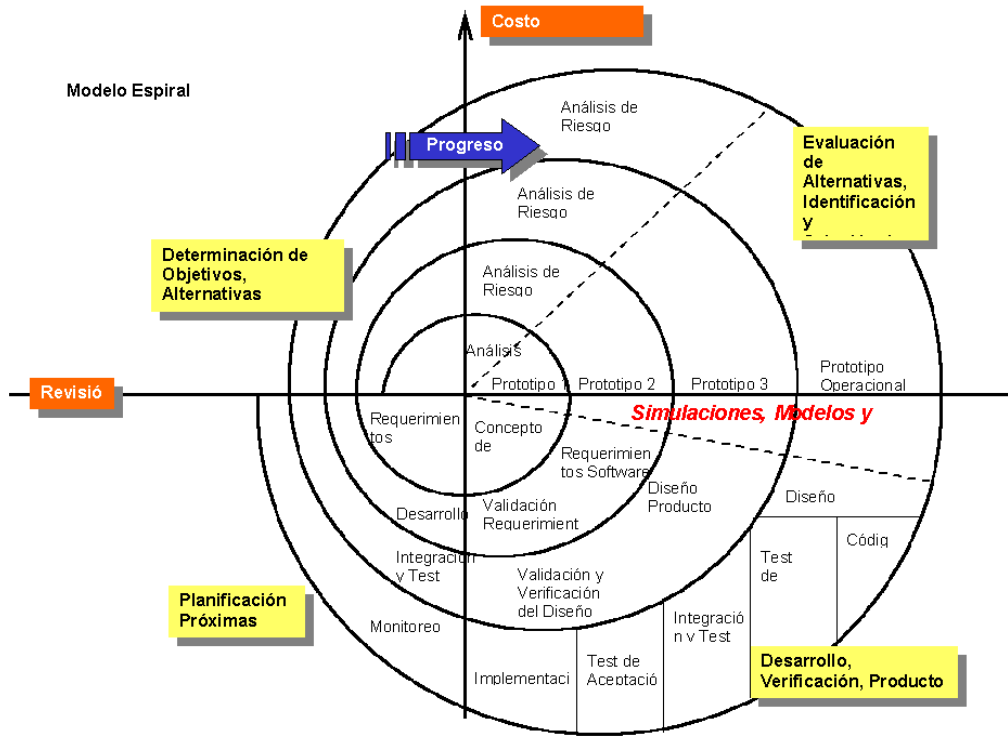 Costo
Modelo Espiral
Análisis de
Riesgo
Progreso
Evaluación
de
Alternativas,
Identificación
y
Análisis de
Riesgo
Determinación de
Objetivos,
Alternativas
Análisis de
Riesgo
Análisis
Prototipo 1
Prototipo 2
Prototipo 3
Prototipo
Operacional
Revisió
Simulaciones, Modelos y
Requerimien
tos
Concepto
de
Requerimien
tos Software
Diseño
Producto
Diseño
Desarrollo
Validación
Requerimient
Códig
Test
de
Integración
y Test
Validación y
Verificación
del Diseño
Planificación
Próximas
Monitoreo
Integració
n y Test
Implementaci
Test de
Aceptació
Desarrollo,
Verificación, Producto